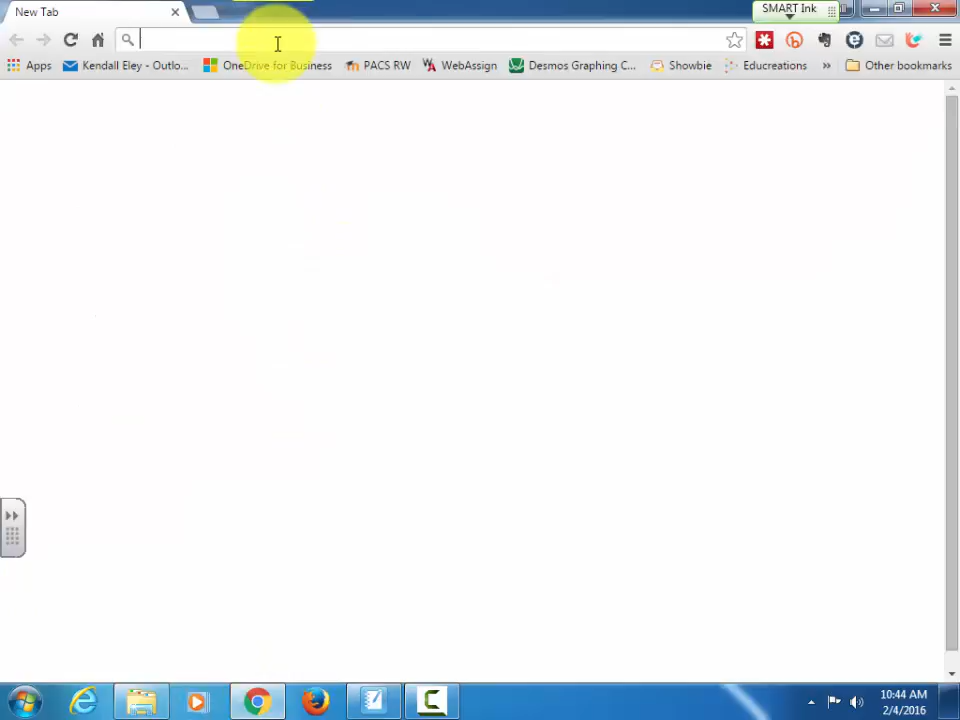 New Tab
SMART Ink
Apps Kendall Eley - Outlo... OneDrive for Business PACS RW WebAssign Desmos Graphing C... Showbie Educreations » Other bookmarks
10:44 AM
2/4/2016